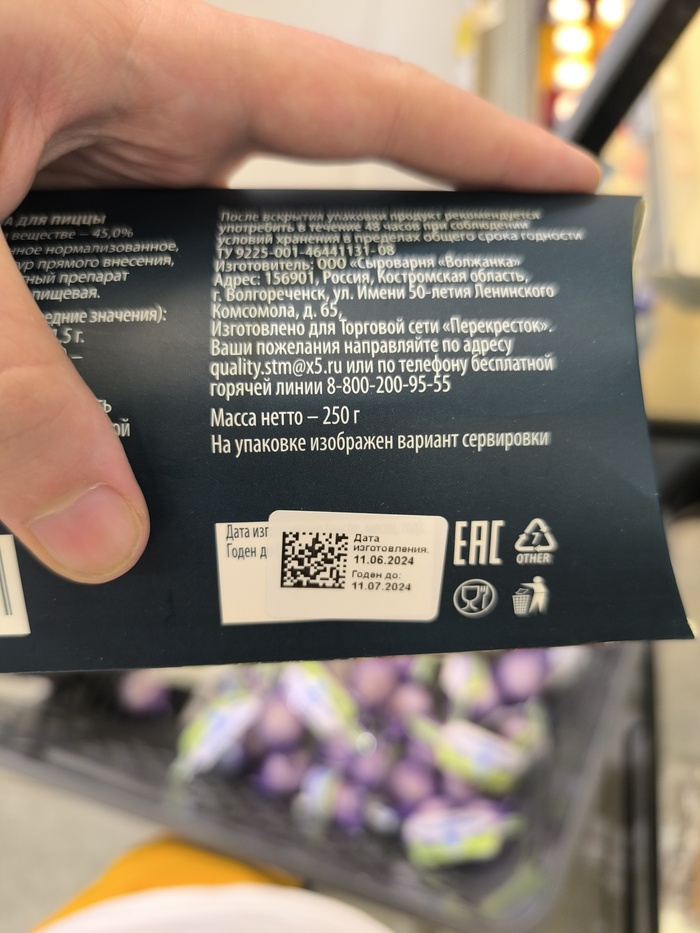 А ДЛЯ ПИЦЦЫ
веществе – 45,0%
нормализованное,
прямого внесения,
препарат
пищевая.
значения):
После вскрытия упаковки продукт рекомендуется
употребить в течение 48 часов при соблюдении
условий хранения в пределах общего срока годности
ТУ 9225-001-46441131-08
Изготовитель: ООО «Сыроварня «Волжанка»
Адрес: 156901, Россия, Костромская область,
г. Волгореченск, ул. Имени 50-летия Ленинского
Комсомола, д. 65,
Изготовлено для Торговой сети «Перекресток».
Ваши пожелания направляйте по адресу
quality.stm@x5.ru или по телефону бесплатной
горячей линии 8-800-200-95-55
Масса нетто – 250 г
На упаковке изображен вариант сервировки
Дата изг
Годен д
Дата
изготовления:
11.06.2024
Годен до:
11.07.2024
EAC
7
OTHER